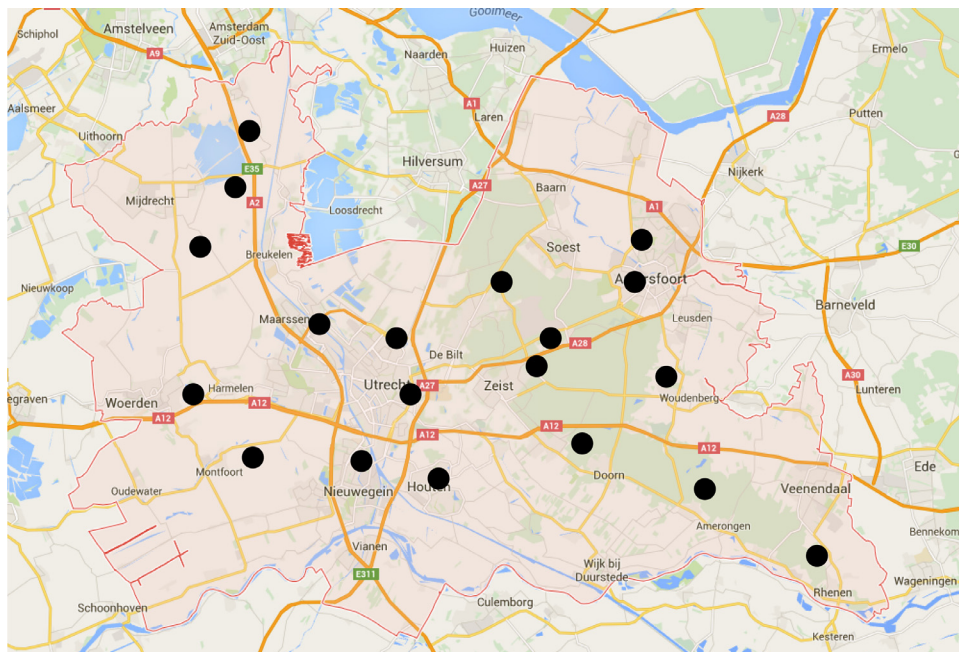 Gooimeer
Schiphol
Amstelveen
Amsterdam
Zuid-Oost
A9
Naarden
Huizen
Ermelo
Aalsmeer
A1
Laren
A28
Putten
Uithoorn
E35
Hilversum
Nijkerk
A27
Baarn
Mijdrecht
A2
Loosdrecht
A1
Soest
E30
Breukelen
Nieuwkoop
Leusden
Barneveld
Maarssen
De Bilt
A28
A30
Utrecht
A27
Zeist
Harmelen
Woudenberg
Lunteren
egraven
Woerden
A12
A12
A12
A12
A12
Montfoort
Doorn
Ede
Oudewater
Nieuwegein
Houten
Veenendaal
Amerongen
Bennekom
Vianen
E311
Wijk bij
Duurstede
Wageningen
Rhenen
Schoonhoven
Culemborg
Kesteren